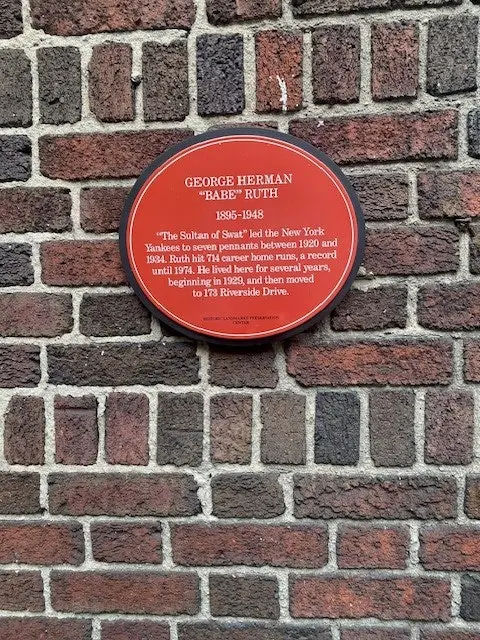 GEORGE HERMAN
"BABE" RUTH
1895-1948
"The Sultan of Swat" led the New York
Yankees to seven pennants between 1920 and
1934. Ruth hit 714 career home runs, a record
until 1974. He lived here for several years,
beginning in 1929, and then moved
to 173 Riverside Drive.
HISTORIC LANDMARKS PRESERVATION
CENTER